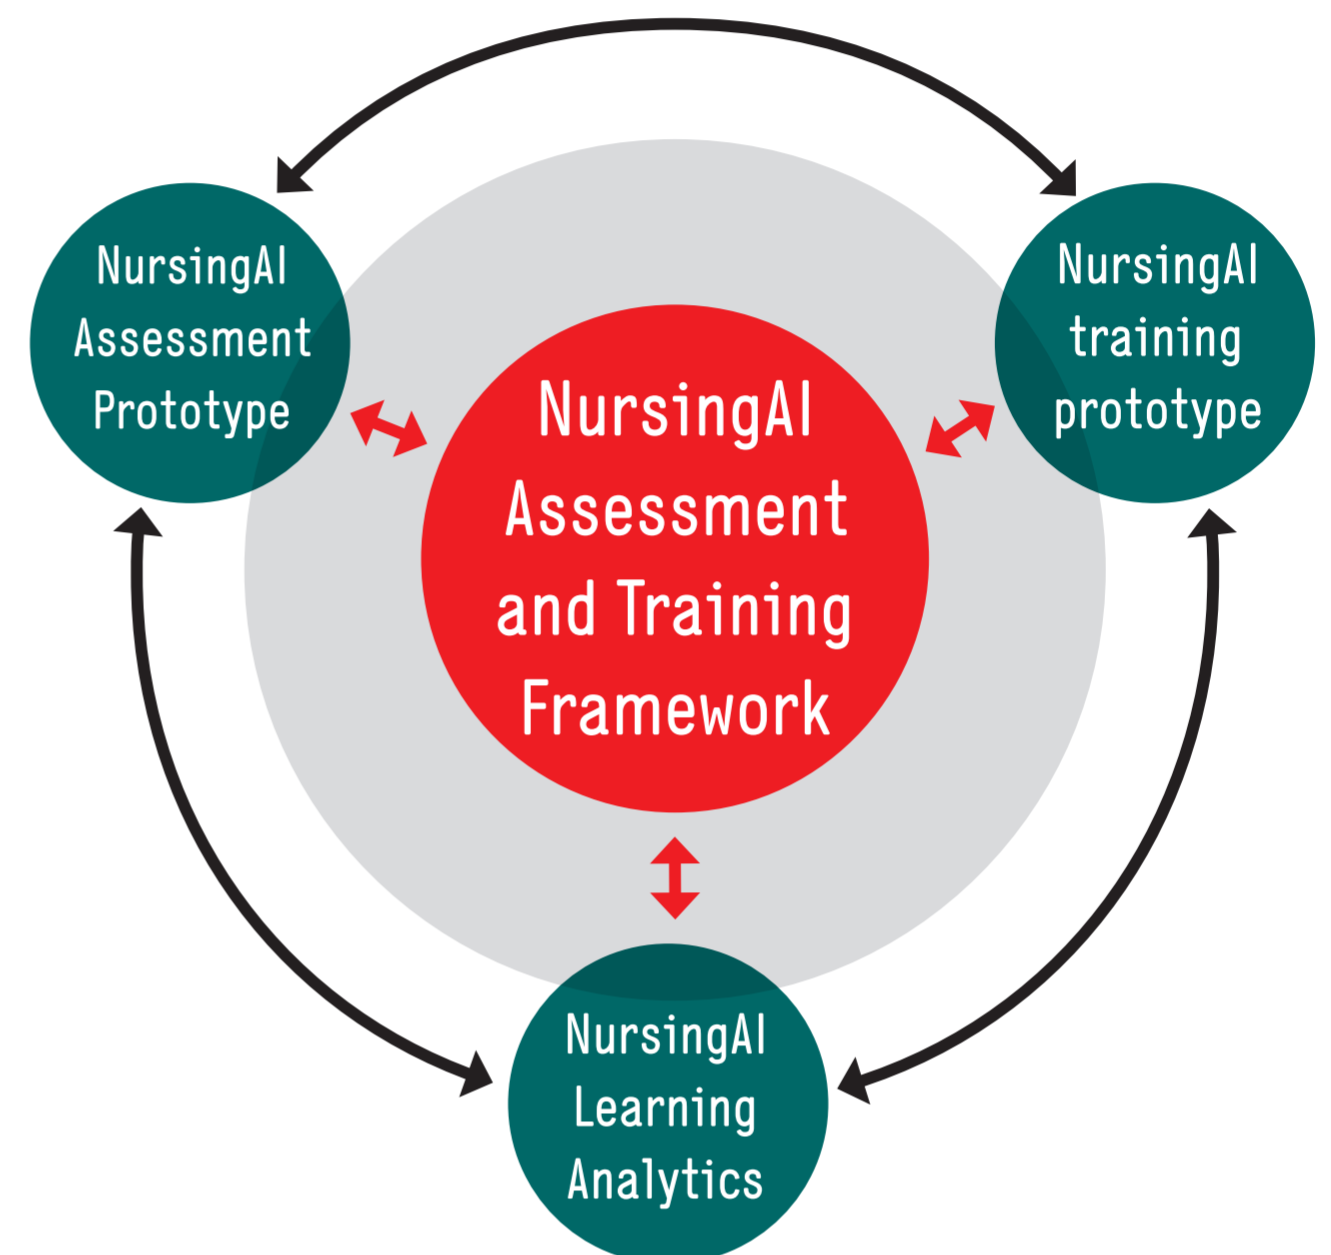 NursingAI
Assessment
Prototype
NursingAI
training
prototype
NursingAI
Assessment
and Training
Framework
NursingAI
Learning
Analytics